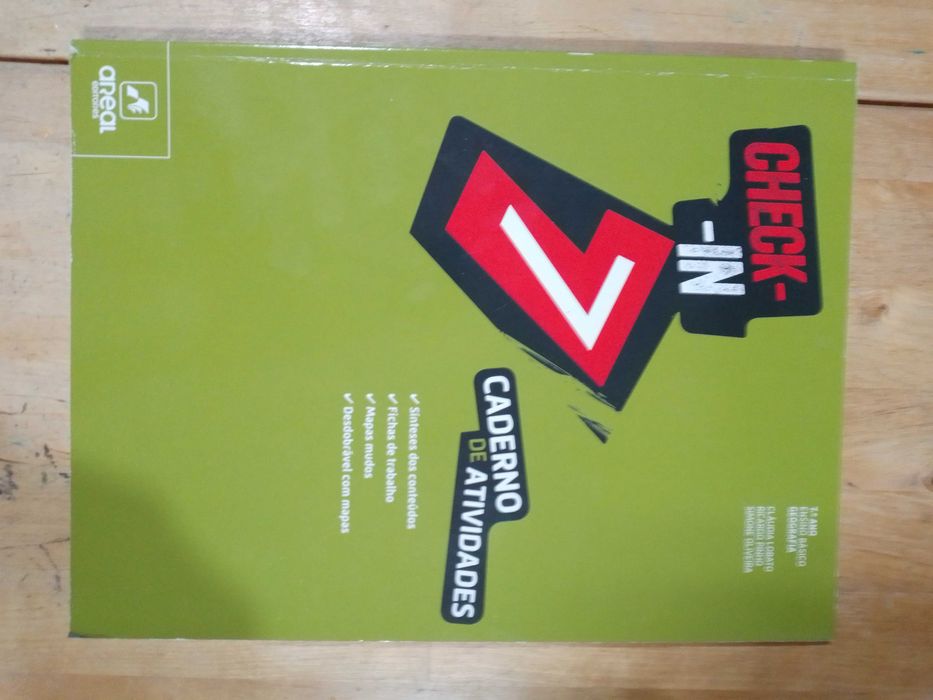 CHECK-
-IN
7
7.º ANO
ENSINO BÁSICO
GEOGRAFIA
CLÁUDIA LOBATO
RICARDO PINHO
SIMONE OLIVEIRA
CADERNO
DE ATIVIDADES
✔ Sínteses dos conteúdos
✔ Fichas de trabalho
✔ Mapas mudos
✔ Desdobrável com mapas
areal
editores